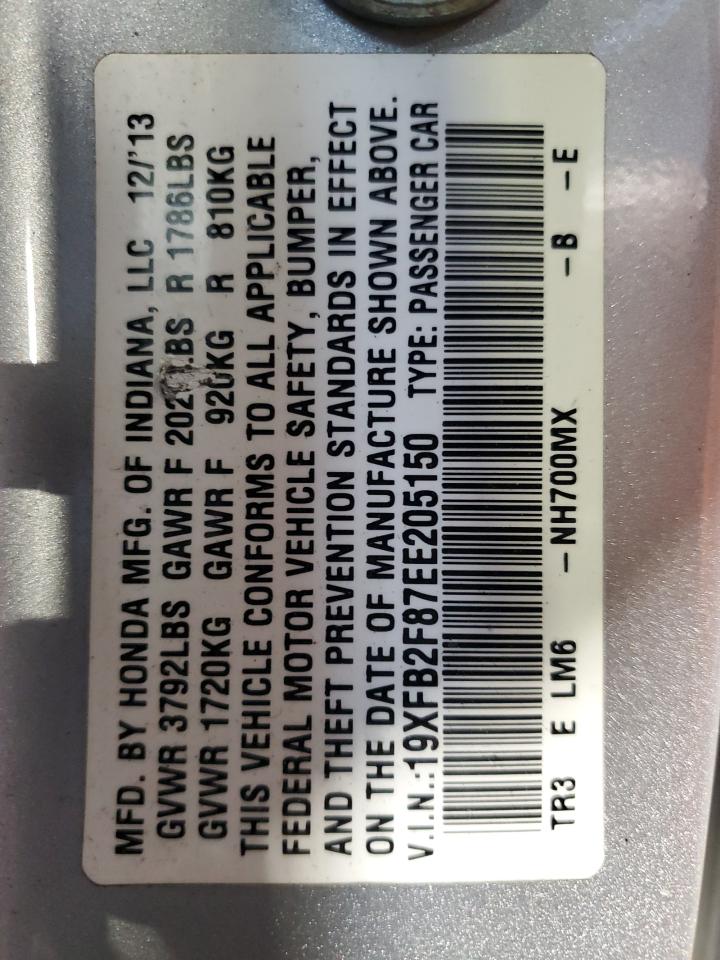 MFD. BY HONDA MFG. OF INDIANA, LLC 12/'13
GVWR 3792LBS GAWR F R 1786LBS
GVWR 1720KG GAWR F 920KG R 810KG
THIS VEHICLE CONFORMS TO ALL APPLICABLE
FEDERAL MOTOR VEHICLE SAFETY, BUMPER,
AND THEFT PREVENTION STANDARDS IN EFFECT
ON THE DATE OF MANUFACTURE SHOWN ABOVE.
V.I.N.:19XFB2F87EE205150 TYPE: PASSENGER CAR
TR3 E LM6 –NH700MX –B –E